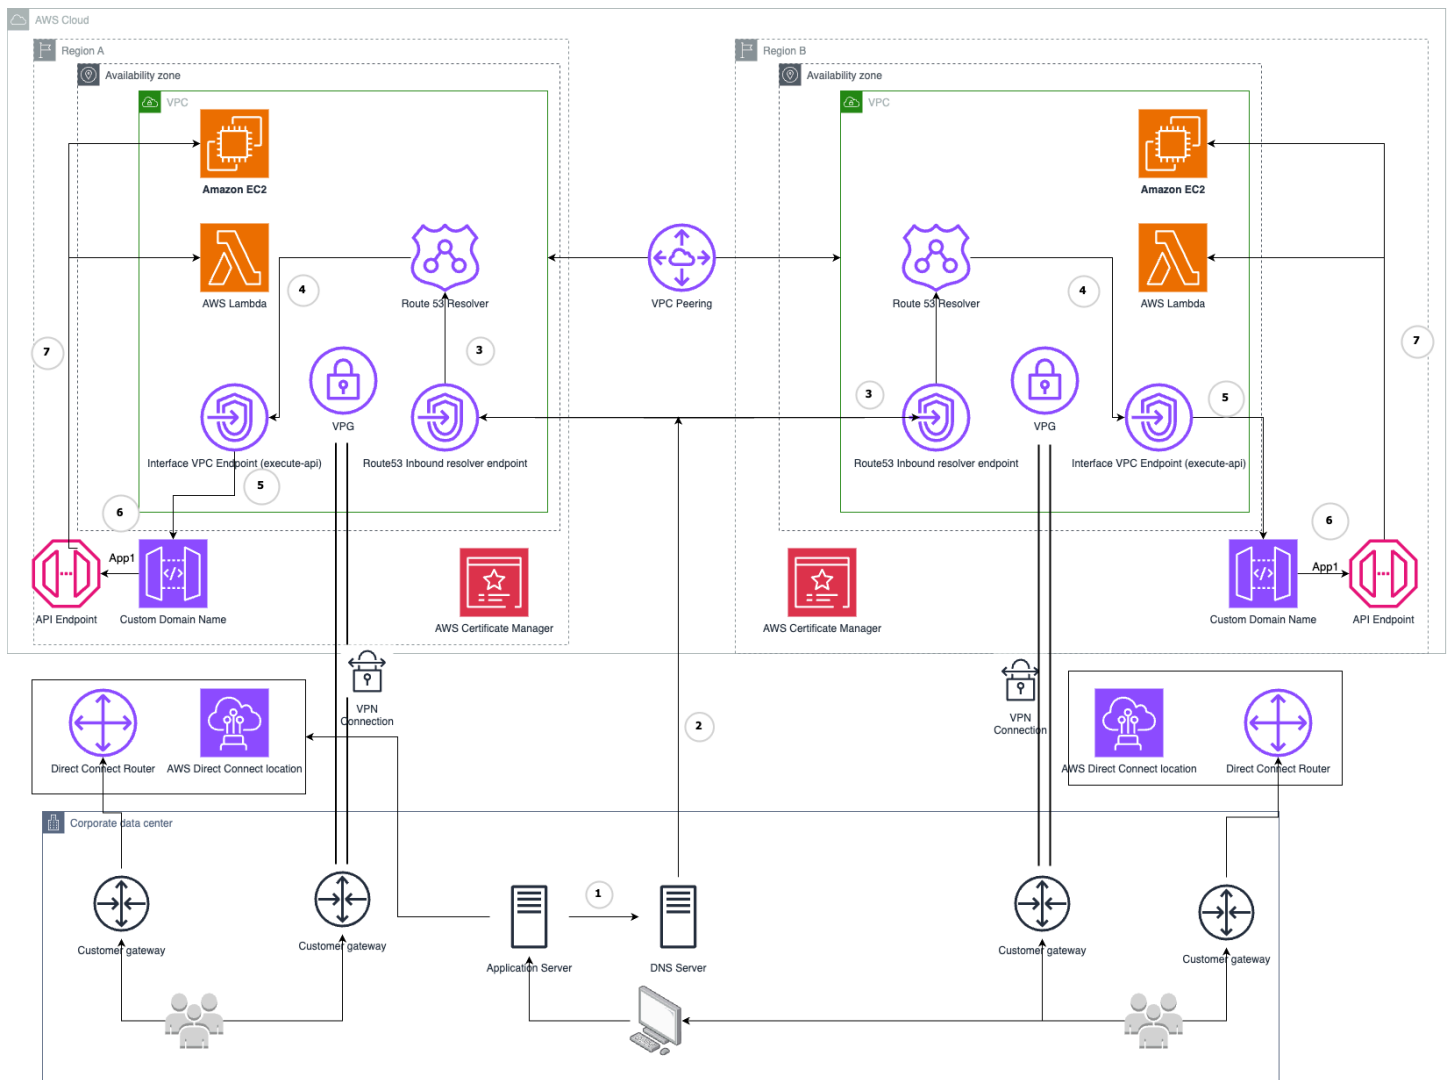 AWS Cloud
Region A
Region B
Availability zone
Availability zone
VPC
VPC
Amazon EC2
Amazon EC2
AWS Lambda
Route 53 Resolver
VPC Peering
Route 53 Resolver
AWS Lambda
4
4
7
3
7
3
5
VPG
VPG
Interface VPC Endpoint (execute-api)
Route53 Inbound resolver endpoint
Route53 Inbound resolver endpoint
Interface VPC Endpoint (execute-api)
5
6
6
App1
App1
API Endpoint
Custom Domain Name
AWS Certificate Manager
AWS Certificate Manager
Custom Domain Name
API Endpoint
VPN
Connection
VPN
Connection
2
Direct Connect Router
AWS Direct Connect location
AWS Direct Connect location
Direct Connect Router
Corporate data center
1
Customer gateway
Customer gateway
Application Server
DNS Server
Customer gateway
Customer gateway